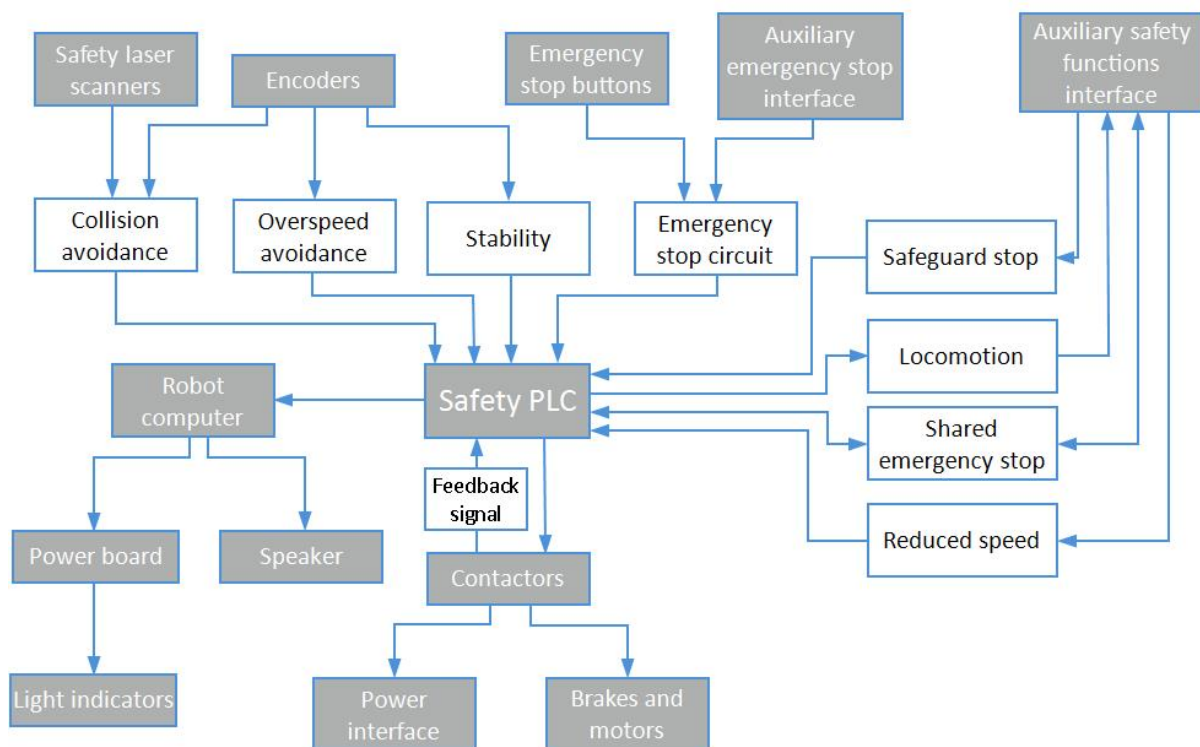 Safety laser
scanners
Encoders
Emergency
stop buttons
Auxiliary
emergency stop
interface
Auxiliary safety
functions
interface
Collision
avoidance
Overspeed
avoidance
Stability
Emergency
stop circuit
Safeguard stop
Locomotion
Robot
computer
Safety PLC
Shared
emergency stop
Feedback
signal
Power board
Speaker
Reduced speed
Contactors
Light indicators
Power
interface
Brakes and
motors